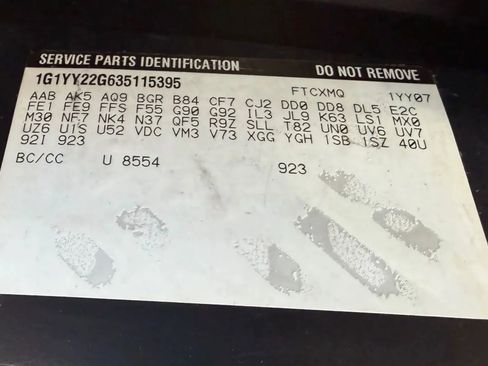 SERVICE PARTS IDENTIFICATION DO NOT REMOVE
1G1YY22G635115395 FTCXMQ 1YY07
AAB AK5 AQ9 BGR B84 CF7 CJ2 DD0 DD8 DL5 E2C
FE1 FE9 FFS F55 G90 G92 IL3 JL9 K63 LS1 MX0
M30 NF7 NK4 N37 QF5 R9Z SLL T82 UN0 UV6 UV7
UZ6 U1S U52 VDC VM3 V73 XGG YGH 1SB 1SZ 40U
92I 923
BC/CC U 8554 923